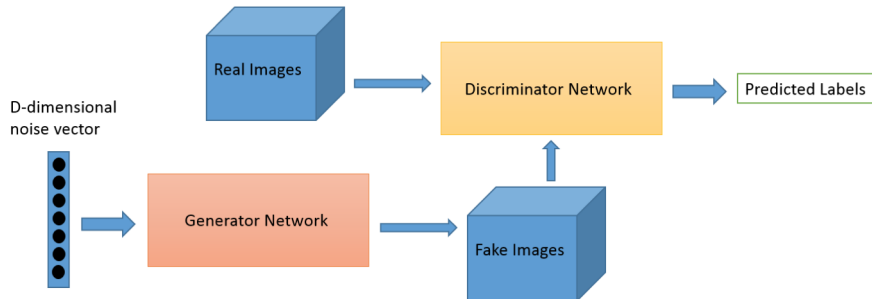 Real Images
Discriminator Network
Predicted Labels
D-dimensional
noise vector
Generator Network
Fake Images